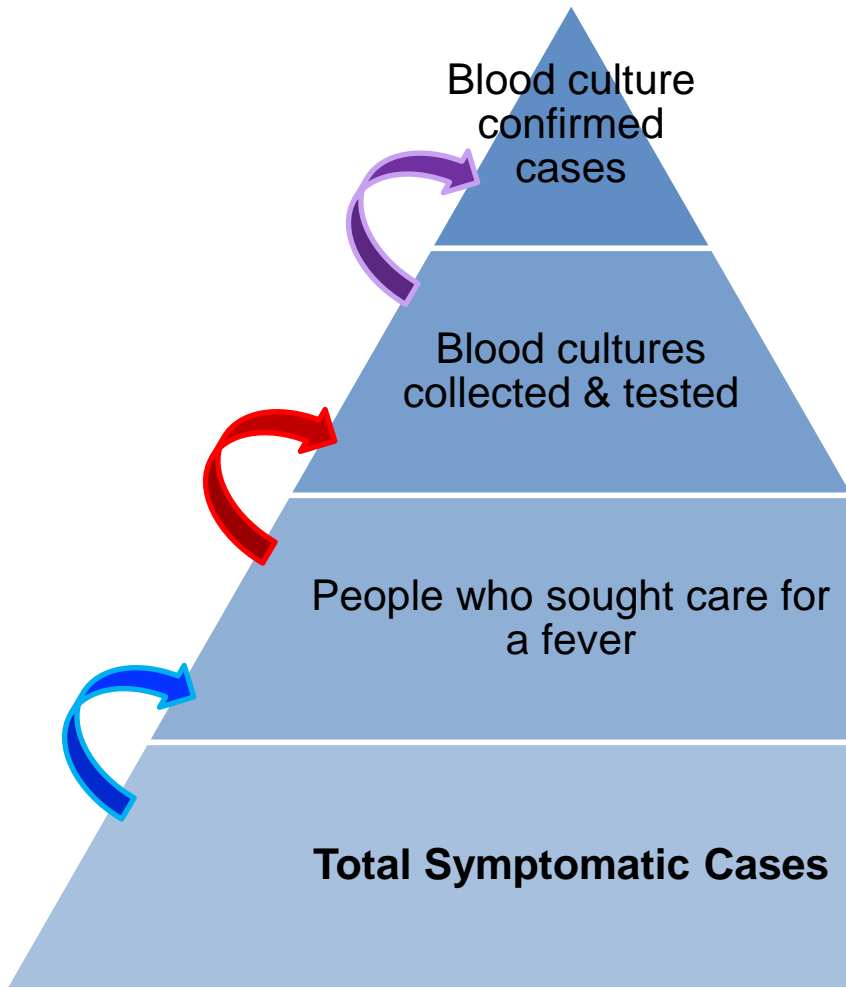 Blood culture
confirmed
cases
Blood cultures
collected & tested
People who sought care for
a fever
Total Symptomatic Cases